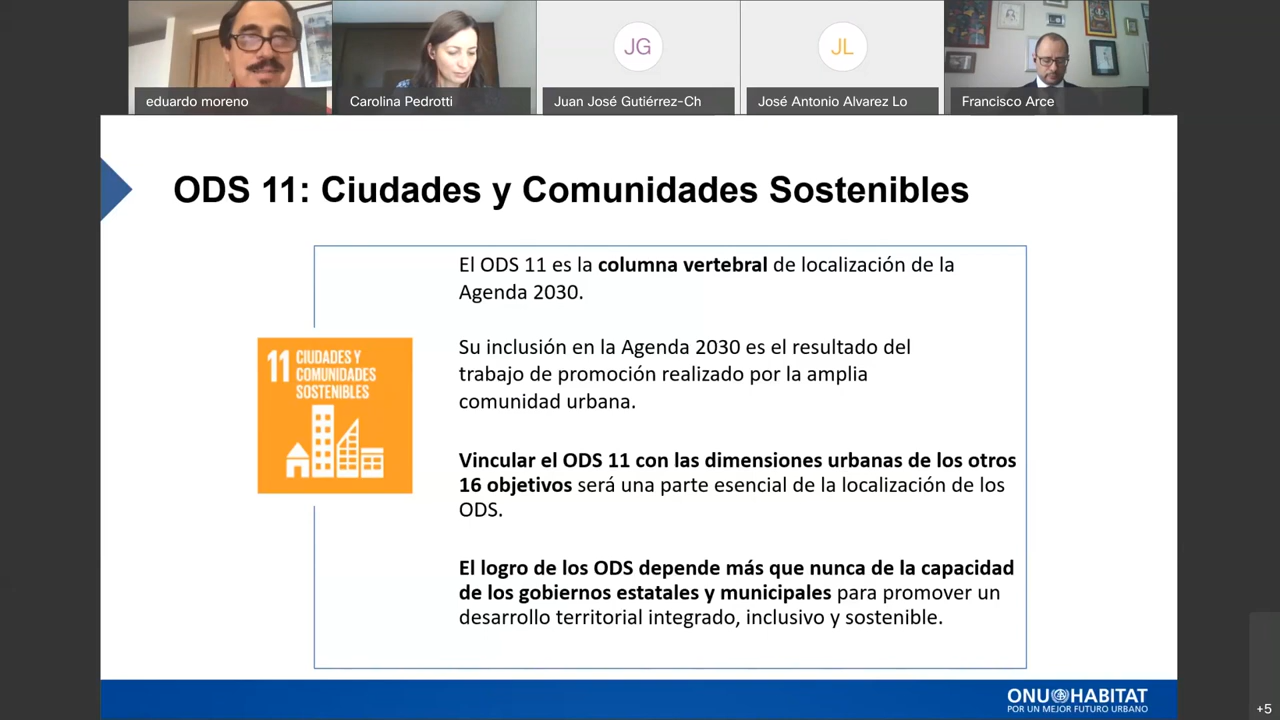 JG
JL
eduardo moreno
Carolina Pedrotti
Juan José Gutiérrez-Ch
José Antonio Alvarez Lo
Francisco Arce
ODS 11: Ciudades y Comunidades Sostenibles
El ODS 11 es la columna vertebral de localización de la
Agenda 2030.
Su inclusión en la Agenda 2030 es el resultado del
trabajo de promoción realizado por la amplia
comunidad urbana.
11 CIUDADES Y
COMUNIDADES
SOSTENIBLES
Vincular el ODS 11 con las dimensiones urbanas de los otros
16 objetivos será una parte esencial de la localización de los
ODS.
El logro de los ODS depende más que nunca de la capacidad
de los gobiernos estatales y municipales para promover un
desarrollo territorial integrado, inclusivo y sostenible.
ONU HABITAT
POR UN MEJOR FUTURO URBANO
+5